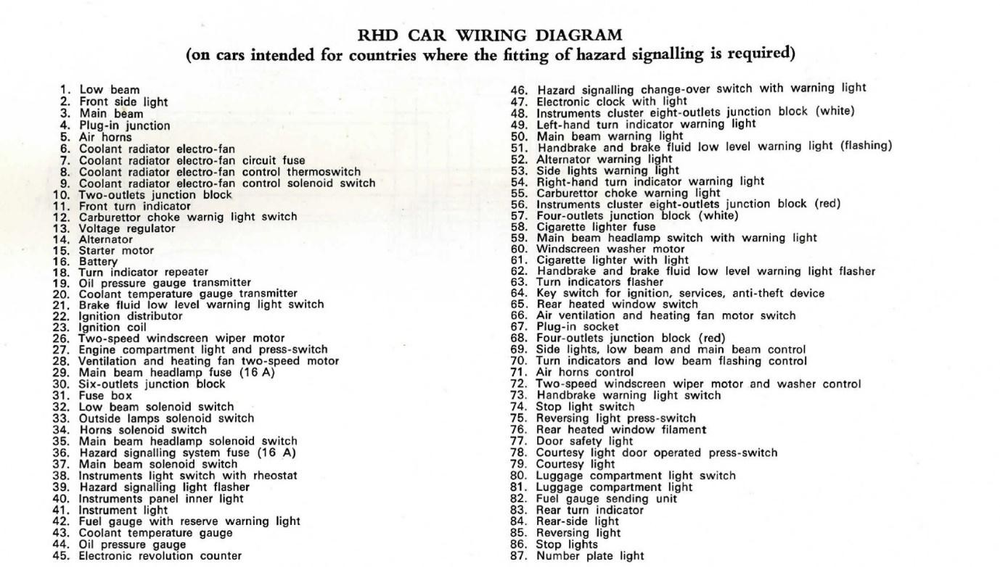 RHD CAR WIRING DIAGRAM
(on cars intended for countries where the fitting of hazard signalling is required)
1. Low beam
2. Front side light
3. Main beam
4. Plug-in junction
5. Air horns
6. Coolant radiator electro-fan
7. Coolant radiator electro-fan circuit fuse
8. Coolant radiator electro-fan control thermoswitch
9. Coolant radiator electro-fan control solenoid switch
10. Two-outlets junction block
11. Front turn indicator
12. Carburettor choke warnig light switch
13. Voltage regulator
14. Alternator
15. Starter motor
16. Battery
18. Turn indicator repeater
19. Oil pressure gauge transmitter
20. Coolant temperature gauge transmitter
21. Brake fluid low level warning light switch
22. Ignition distributor
23. Ignition coil
26. Two-speed windscreen wiper motor
27. Engine compartment light and press-switch
28. Ventilation and heating fan two-speed motor
29. Main beam headlamp fuse (16 A)
30. Six-outlets junction block
31. Fuse box
32. Low beam solenoid switch
33. Outside lamps solenoid switch
34. Horns solenoid switch
35. Main beam headlamp solenoid switch
36. Hazard signalling system fuse (16 A)
37. Main beam solenoid switch
38. Instruments light switch with rheostat
39. Hazard signalling light flasher
40. Instruments panel inner light
41. Instrument light
42. Fuel gauge with reserve warning light
43. Coolant temperature gauge
44. Oil pressure gauge
45. Electronic revolution counter
46. Hazard signalling change-over switch with warning light
47. Electronic clock with light
48. Instruments cluster eight-outlets junction block (white)
49. Left-hand turn indicator warning light
50. Main beam warning light
51. Handbrake and brake fluid low level warning light (flashing)
52. Alternator warning light
53. Side lights warning light
54. Right-hand turn indicator warning light
55. Carburettor choke warning light
56. Instruments cluster eight-outlets junction block (red)
57. Four-outlets junction block (white)
58. Cigarette lighter fuse
59. Main beam headlamp switch with warning light
60. Windscreen washer motor
61. Cigarette lighter with light
62. Handbrake and brake fluid low level warning light flasher
63. Turn indicators flasher
64. Key switch for ignition, services, anti-theft device
65. Rear heated window switch
66. Air ventilation and heating fan motor switch
67. Plug-in socket
68. Four-outlets junction block (red)
69. Side lights, low beam and main beam control
70. Turn indicators and low beam flashing control
71. Air horns control
72. Two-speed windscreen wiper motor and washer control
73. Handbrake warning light switch
74. Stop light switch
75. Reversing light press-switch
76. Rear heated window filament
77. Door safety light
78. Courtesy light door operated press-switch
79. Courtesy light
80. Luggage compartment light switch
81. Luggage compartment light
82. Fuel gauge sending unit
83. Rear turn indicator
84. Rear-side light
85. Reversing light
86. Stop lights
87. Number plate light